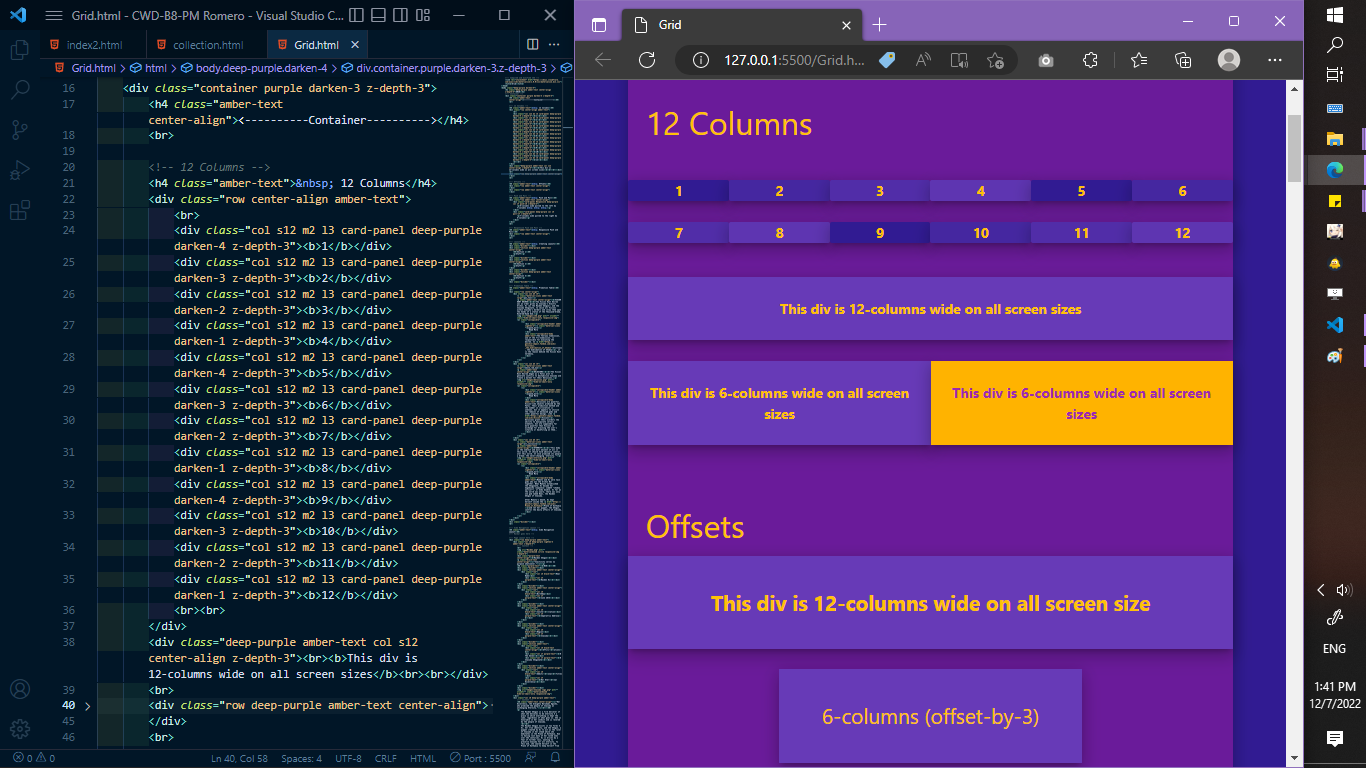 Grid.html - CWD-B8-PM Romero - Visual Studio C...
index2.html
collection.html
Grid.html
Grid.html > html > body.deep-purple.darken-4 > div.container.purple.darken-3.z-depth-3 >
16 <div class="container purple darken-3 z-depth-3">
17 <h4 class="amber-text
center-align"><----------Container----------></h4>
18 <br>
19
20 <!-- 12 Columns -->
21 <h4 class="amber-text">&nbsp; 12 Columns</h4>
22 <div class="row center-align amber-text">
23 <br>
24 <div class="col s12 m2 l3 card-panel deep-purple
darken-4 z-depth-3"><b>1</b></div>
25 <div class="col s12 m2 l3 card-panel deep-purple
darken-3 z-depth-3"><b>2</b></div>
26 <div class="col s12 m2 l3 card-panel deep-purple
darken-2 z-depth-3"><b>3</b></div>
27 <div class="col s12 m2 l3 card-panel deep-purple
darken-1 z-depth-3"><b>4</b></div>
28 <div class="col s12 m2 l3 card-panel deep-purple
darken-4 z-depth-3"><b>5</b></div>
29 <div class="col s12 m2 l3 card-panel deep-purple
darken-3 z-depth-3"><b>6</b></div>
30 <div class="col s12 m2 l3 card-panel deep-purple
darken-2 z-depth-3"><b>7</b></div>
31 <div class="col s12 m2 l3 card-panel deep-purple
darken-1 z-depth-3"><b>8</b></div>
32 <div class="col s12 m2 l3 card-panel deep-purple
darken-4 z-depth-3"><b>9</b></div>
33 <div class="col s12 m2 l3 card-panel deep-purple
darken-3 z-depth-3"><b>10</b></div>
34 <div class="col s12 m2 l3 card-panel deep-purple
darken-2 z-depth-3"><b>11</b></div>
35 <div class="col s12 m2 l3 card-panel deep-purple
darken-1 z-depth-3"><b>12</b></div>
36 <br><br>
37 </div>
38 <div class="deep-purple amber-text col s12
center-align z-depth-3"><br><b>This div is
12-columns wide on all screen sizes</b><br><br></div>
39 <br>
40 <div class="row deep-purple amber-text center-align">
45 </div>
46 <br>
0 0 Ln 40, Col 58 Spaces: 4 UTF-8 CRLF HTML Port : 5500
Grid
127.0.0.1:5500/Grid.h...
12 Columns
1 2 3 4 5 6
7 8 9 10 11 12
This div is 12-columns wide on all screen sizes
This div is 6-columns wide on all screen
sizes
This div is 6-columns wide on all screen
sizes
Offsets
This div is 12-columns wide on all screen size
6-columns (offset-by-3)
ENG
1:41 PM
12/7/2022